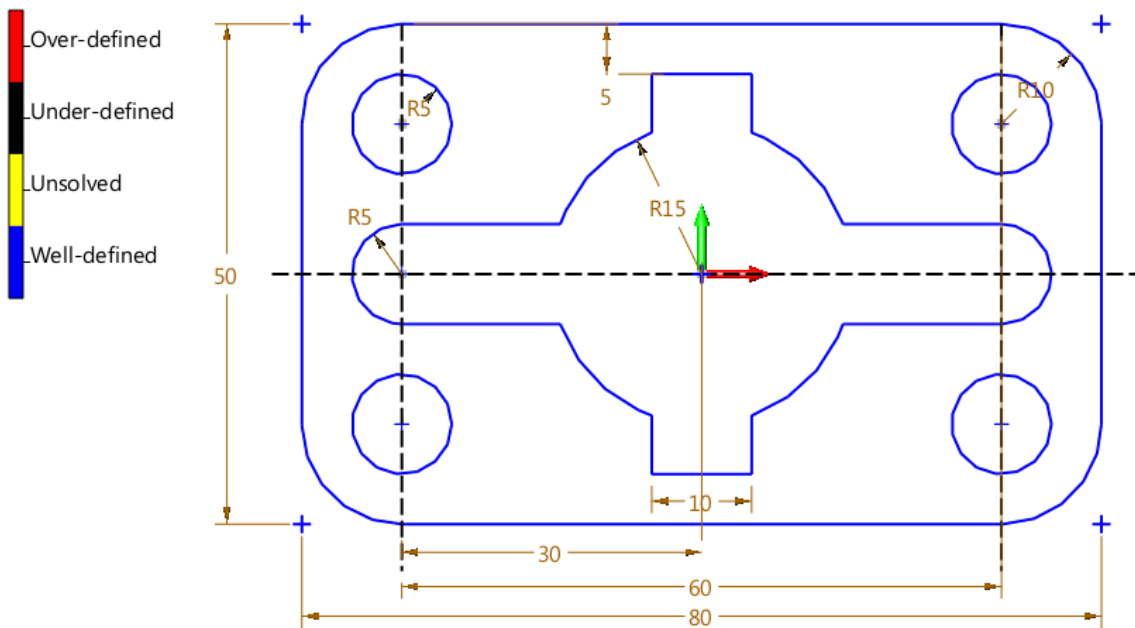 Over-defined
Under-defined
Unsolved
Well-defined
5
R5
R10
R15
R5
50
10
30
60
80